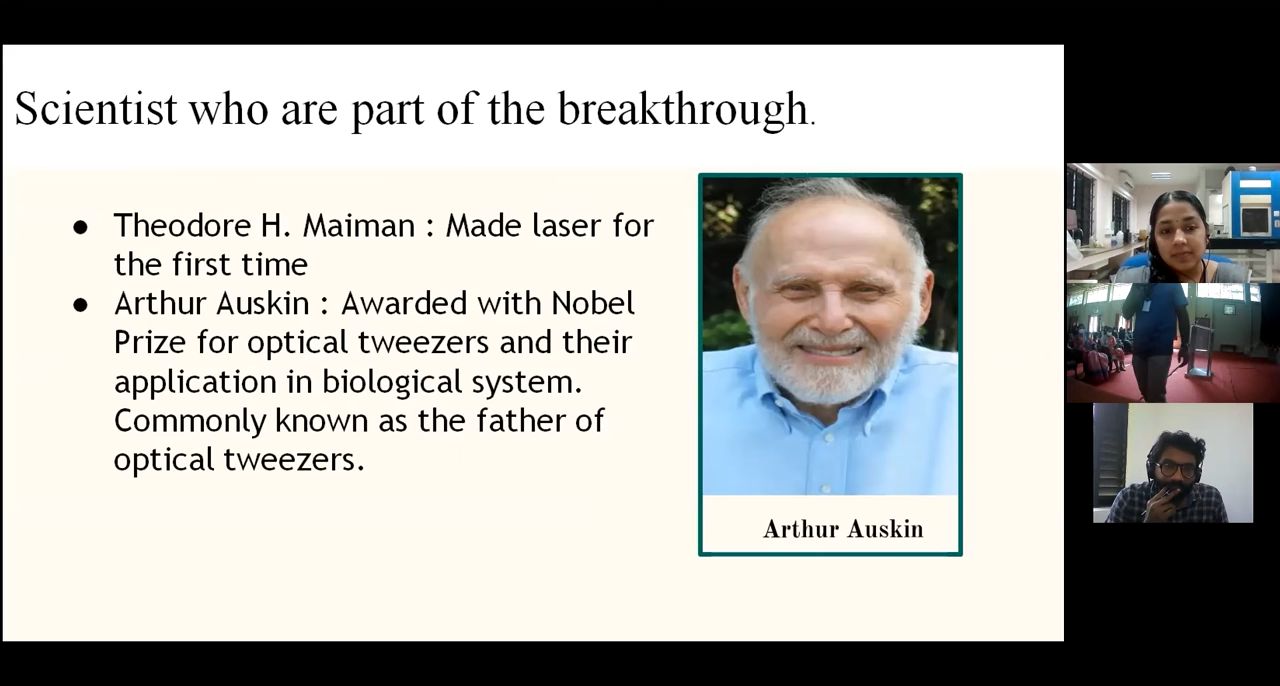 Scientist who are part of the breakthrough.
● Theodore H. Maiman : Made laser for
the first time
● Arthur Auskin : Awarded with Nobel
Prize for optical tweezers and their
application in biological system.
Commonly known as the father of
optical tweezers.
Arthur Auskin